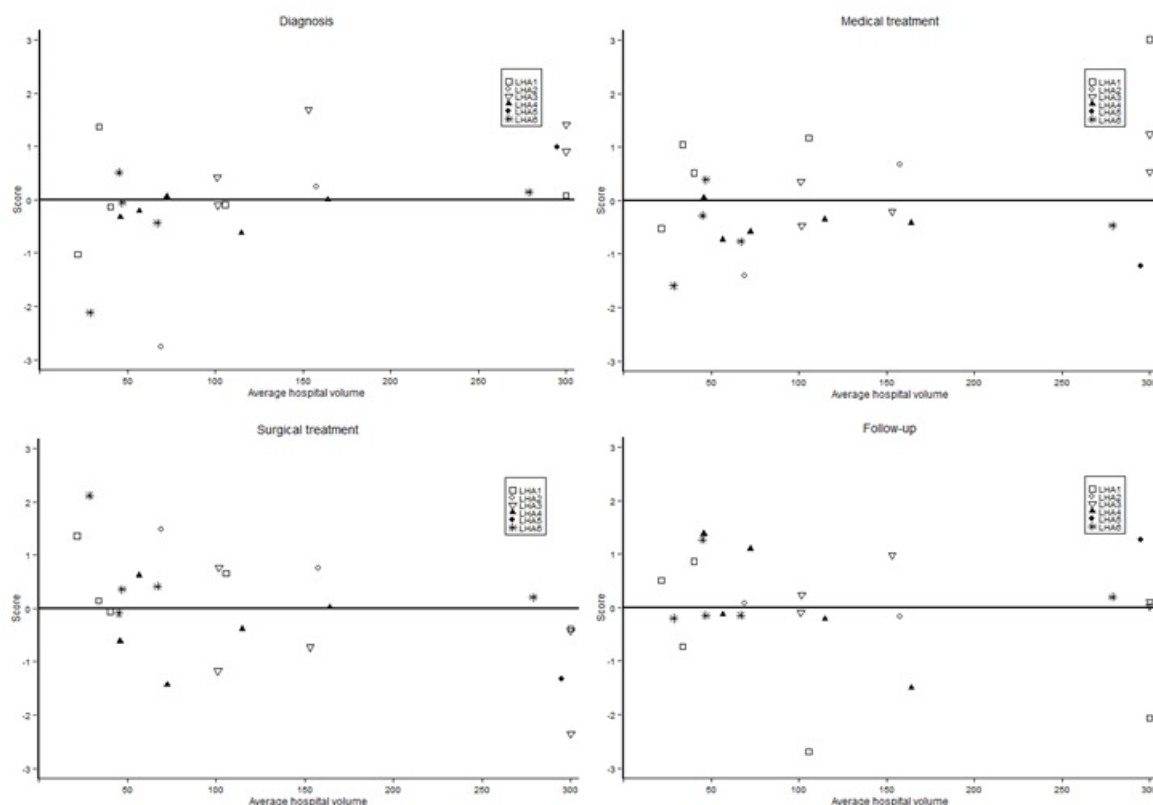 Diagnosis
3
2
1
0
-1
-2
-3
Score
50
100
150
200
250
300
Average hospital volume
LHA1
LHA2
LHA3
LHA4
LHA5
LHA6
Medical treatment
3
2
1
0
-1
-2
-3
Score
50
100
150
200
250
300
Average hospital volume
LHA1
LHA2
LHA3
LHA4
LHA5
LHA6
Surgical treatment
3
2
1
0
-1
-2
-3
Score
50
100
150
200
250
300
Average hospital volume
LHA1
LHA2
LHA3
LHA4
LHA5
LHA6
Follow-up
3
2
1
0
-1
-2
-3
Score
50
100
150
200
250
300
Average hospital volume
LHA1
LHA2
LHA3
LHA4
LHA5
LHA6